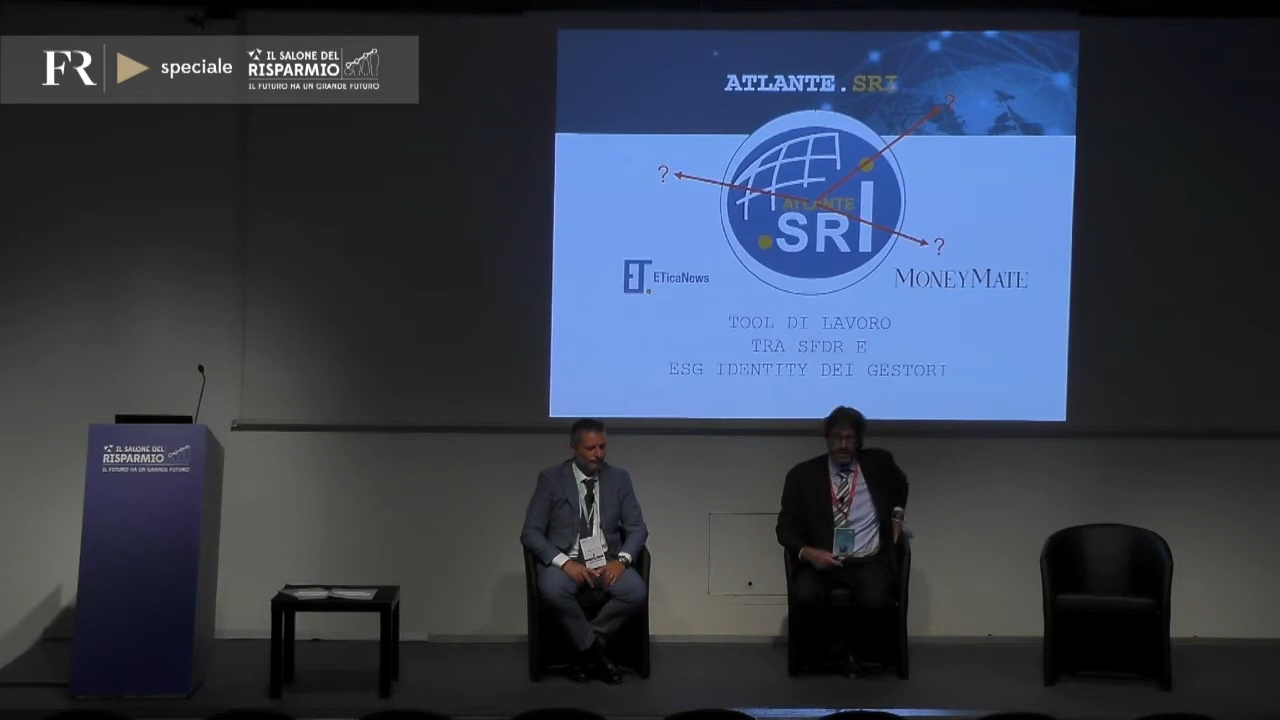 FR speciale
IL SALONE DEL
RISPARMIO
IL FUTURO HA UN GRANDE FUTURO
ATLANTE.SRI
?
?
ATLANTE
.SRI
?
ET. ETicaNews
MONEYMATE
TOOL DI LAVORO
TRA SFDR E
ESG IDENTITY DEI GESTORI
IL SALONE DEL
RISPARMIO
IL FUTURO HA UN GRANDE FUTURO